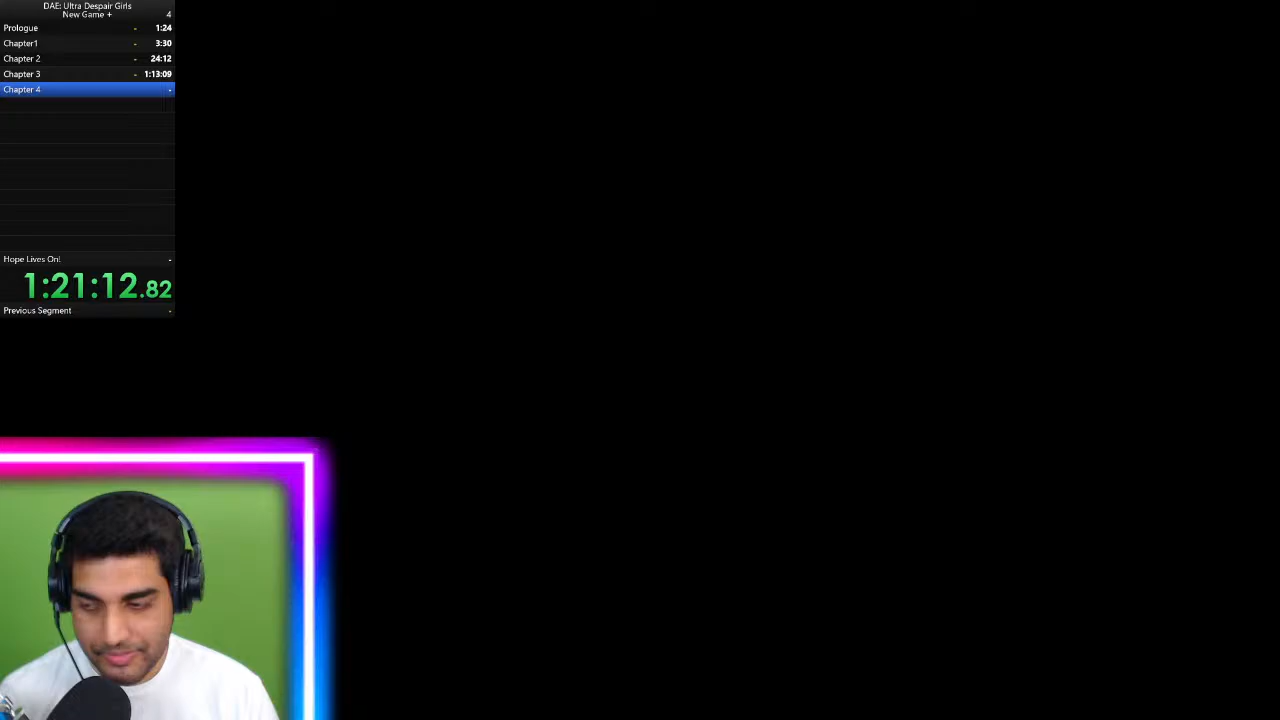 DAE: Ultra Despair Girls
New Game + 4
Prologue - 1:24
Chapter1 - 3:30
Chapter 2 - 24:12
Chapter 3 - 1:13:09
Chapter 4 -
Hope Lives On! -
1:21:12.82
Previous Segment -